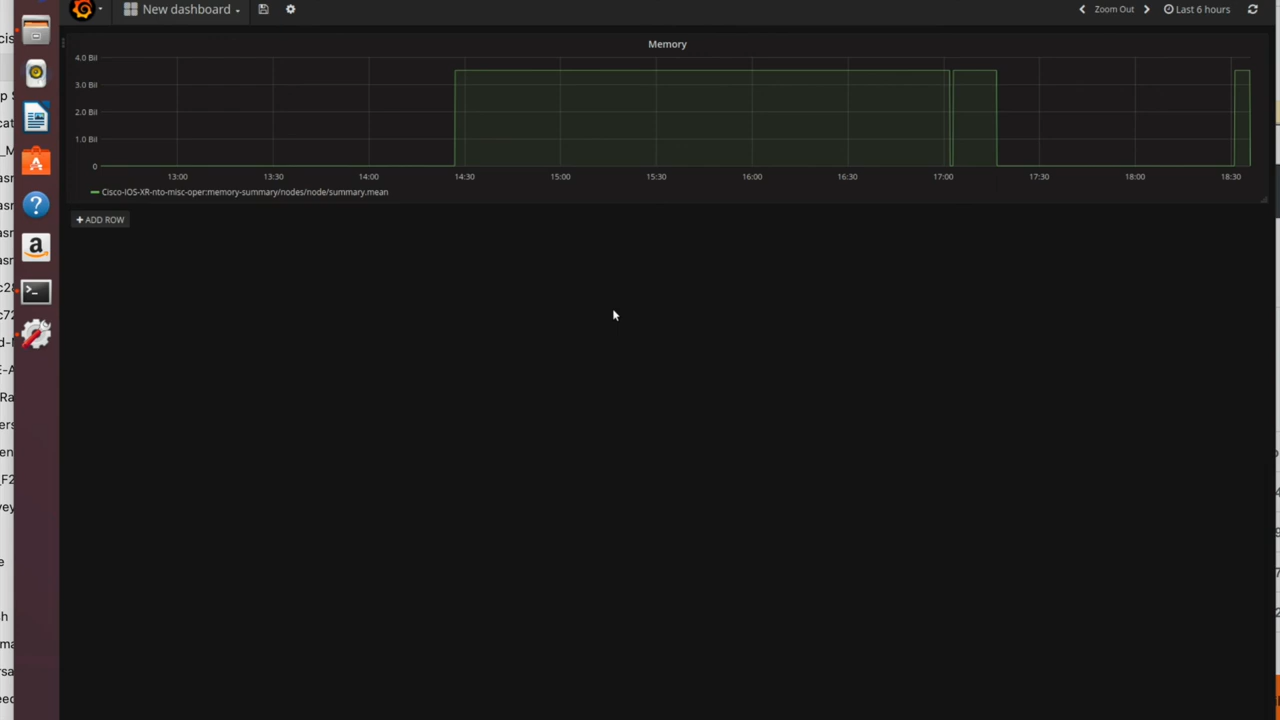 New dashboard
Zoom Out
Last 6 hours
Memory
4.0 Bil
3.0 Bil
2.0 Bil
1.0 Bil
0
13:00 13:30 14:00 14:30 15:00 15:30 16:00 16:30 17:00 17:30 18:00 18:30
Cisco-IOS-XR-nto-misc-oper:memory-summary/nodes/node/summary.mean
+ ADD ROW